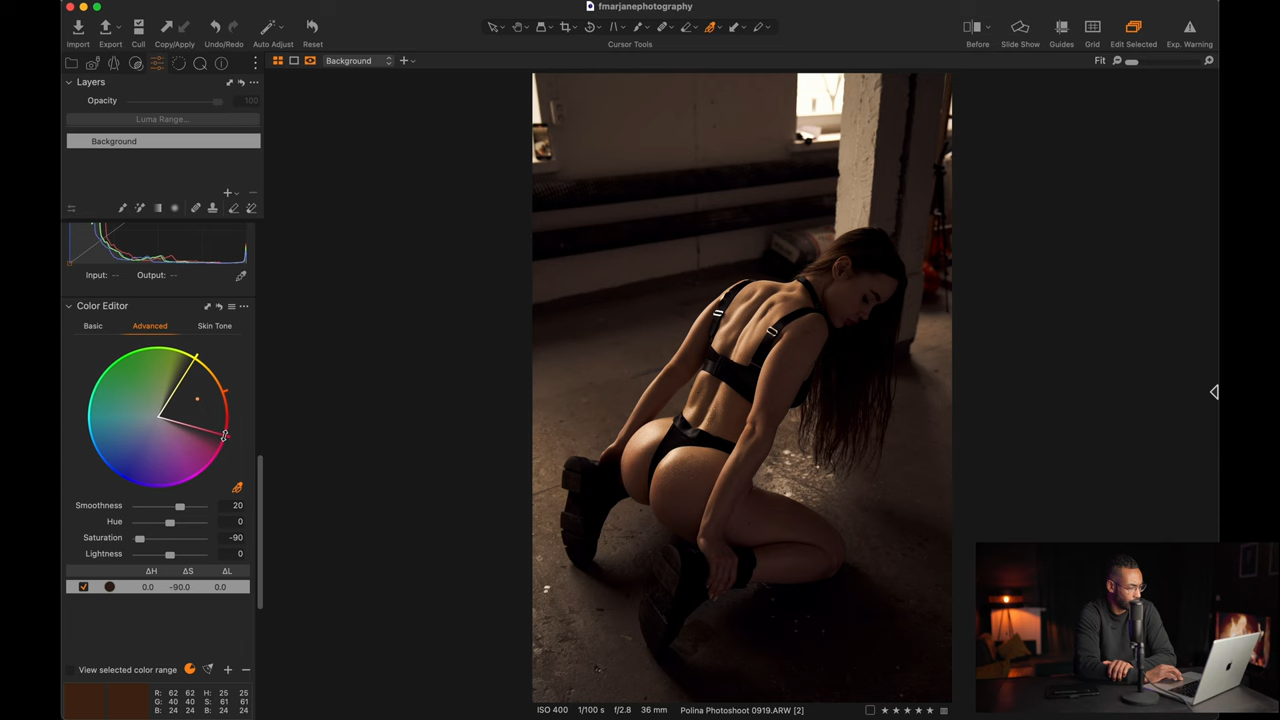 fmarjanephotography
Import Export Cull Copy/Apply Undo/Redo Auto Adjust Reset
Cursor Tools
Before Slide Show Guides Grid Edit Selected Exp. Warning
Background
Fit
Layers
Opacity 100
Luma Range...
Background
Input: -- Output: --
Color Editor
Basic Advanced Skin Tone
Smoothness 20
Hue 0
Saturation -90
Lightness 0
ΔH ΔS ΔL
0.0 -90.0 0.0
View selected color range
R: 62 62 H: 25 25
G: 40 40 S: 61 61
B: 24 24 B: 24 24
ISO 400 1/100 s f/2.8 36 mm Polina Photoshoot 0919.ARW [2]